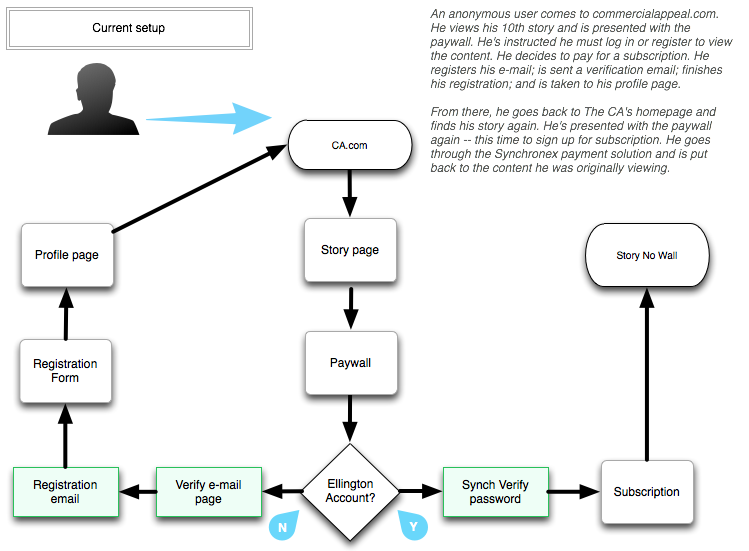 Current setup
An anonymous user comes to commercialappeal.com.
He views his 10th story and is presented with the
paywall. He's instructed he must log in or register to view
the content. He decides to pay for a subscription. He
registers his e-mail; is sent a verification email; finishes
his registration; and is taken to his profile page.
From there, he goes back to The CA's homepage and
finds his story again. He's presented with the paywall
again -- this time to sign up for subscription. He goes
through the Synchronex payment solution and is put
back to the content he was originally viewing.
CA.com
Profile page
Story page
Story No Wall
Registration
Form
Paywall
Registration
email
Verify e-mail
page
Ellington
Account?
Synch Verify
password
Subscription
N
Y